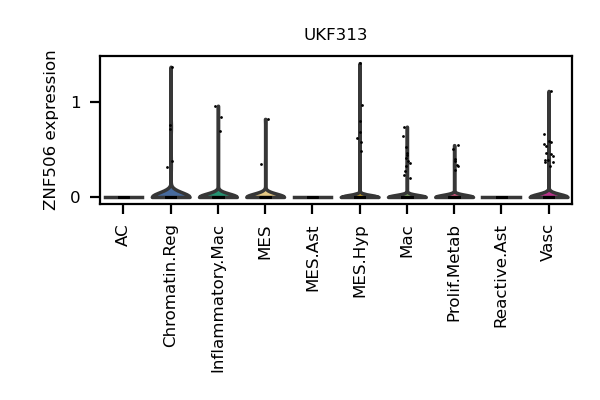 UKF313
ZNF506 expression
1
0
AC
Chromatin.Reg
Inflammatory.Mac
MES
MES.Ast
MES.Hyp
Mac
Prolif.Metab
Reactive.Ast
Vasc